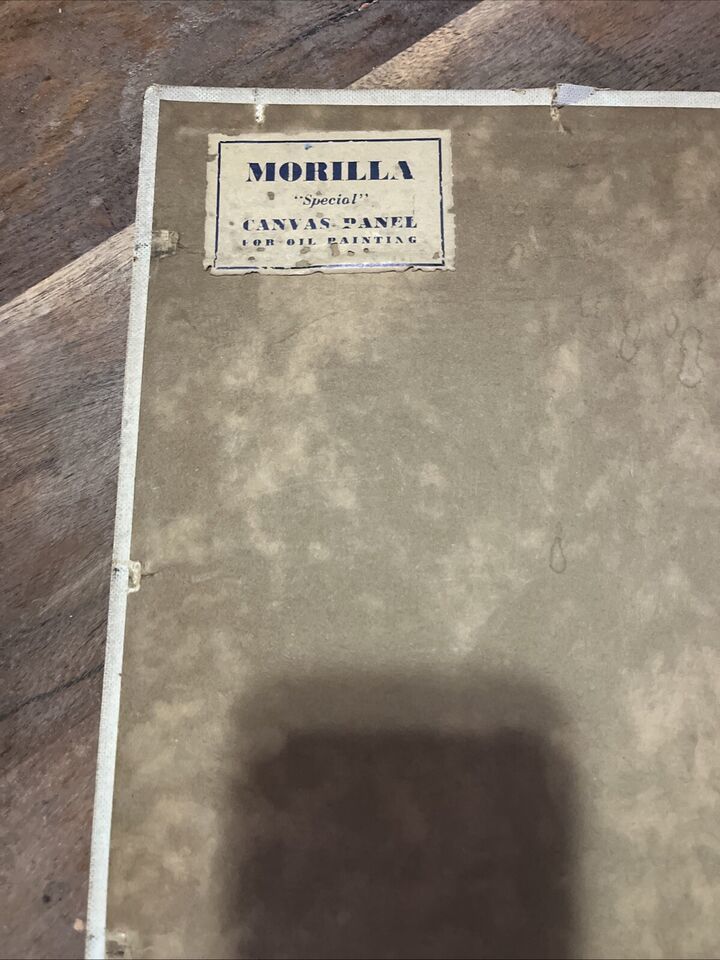 MORILLA
"Special"
CANVAS PANEL
FOR OIL PAINTING